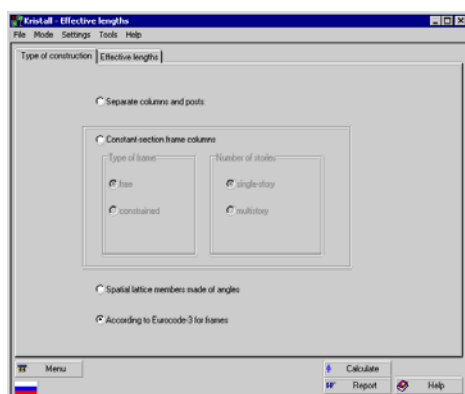 Kristall - Effective lengths
File Mode Settings Tools Help
Type of construction Effective lengths
Separate columns and posts
Constant-section frame columns
Type of frame Number of stories
free single-story
constrained multistory
Spatial lattice members made of angles
According to Eurocode-3 for frames
Menu Calculate
Report Help